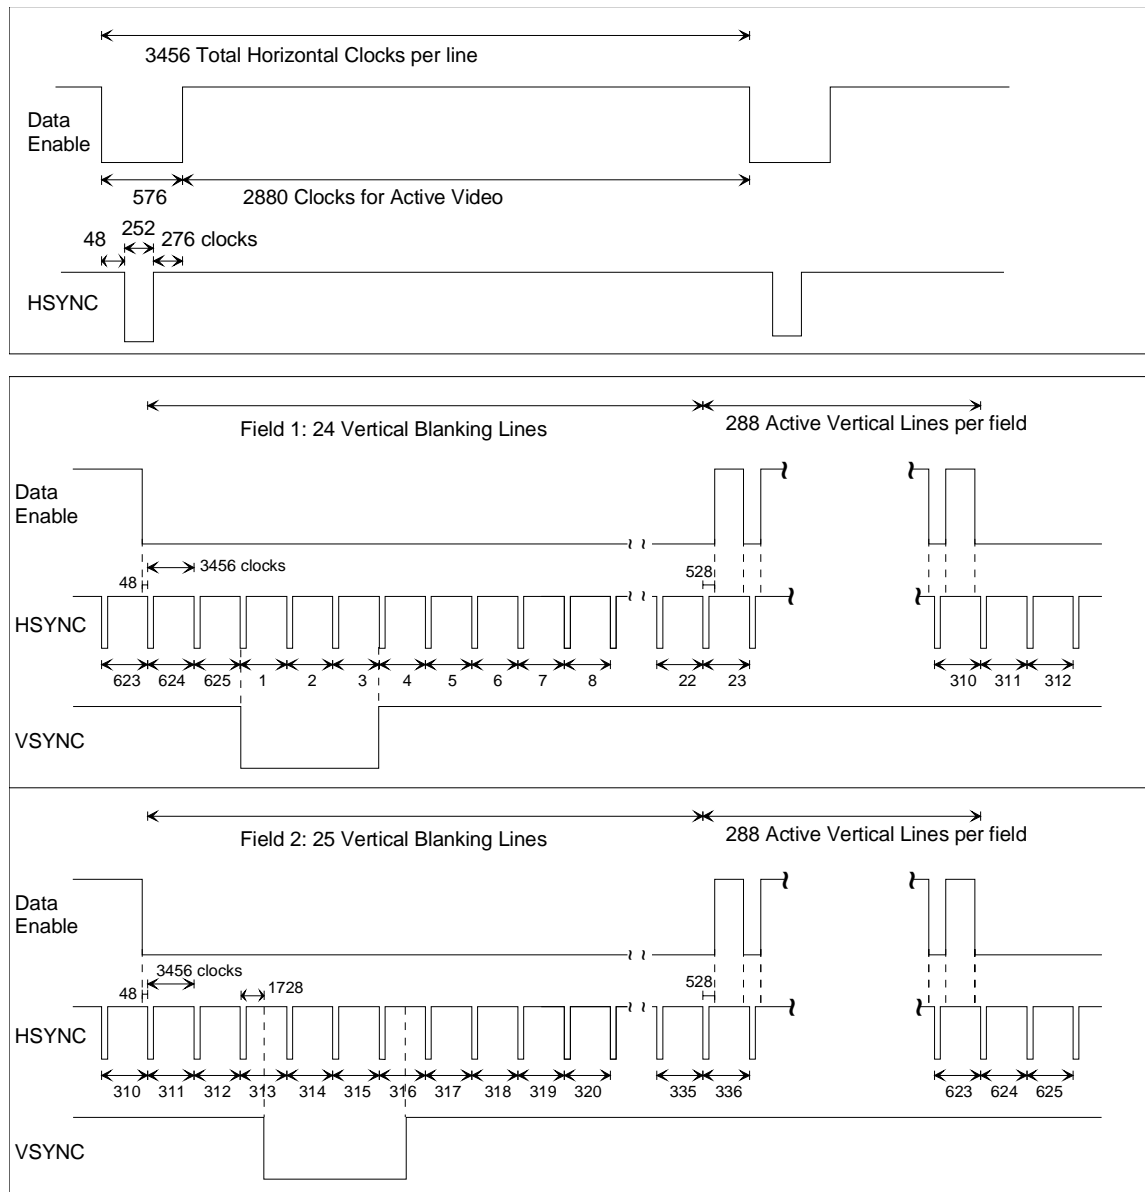 3456 Total Horizontal Clocks per line
Data
Enable
576
2880 Clocks for Active Video
252
48
276 clocks
HSYNC
Field 1: 24 Vertical Blanking Lines
288 Active Vertical Lines per field
Data
Enable
3456 clocks
48
528
HSYNC
623 624 625 1 2 3 4 5 6 7 8 22 23 310 311 312
VSYNC
Field 2: 25 Vertical Blanking Lines
288 Active Vertical Lines per field
Data
Enable
3456 clocks
48
1728
528
HSYNC
310 311 312 313 314 315 316 317 318 319 320 335 336 623 624 625
VSYNC